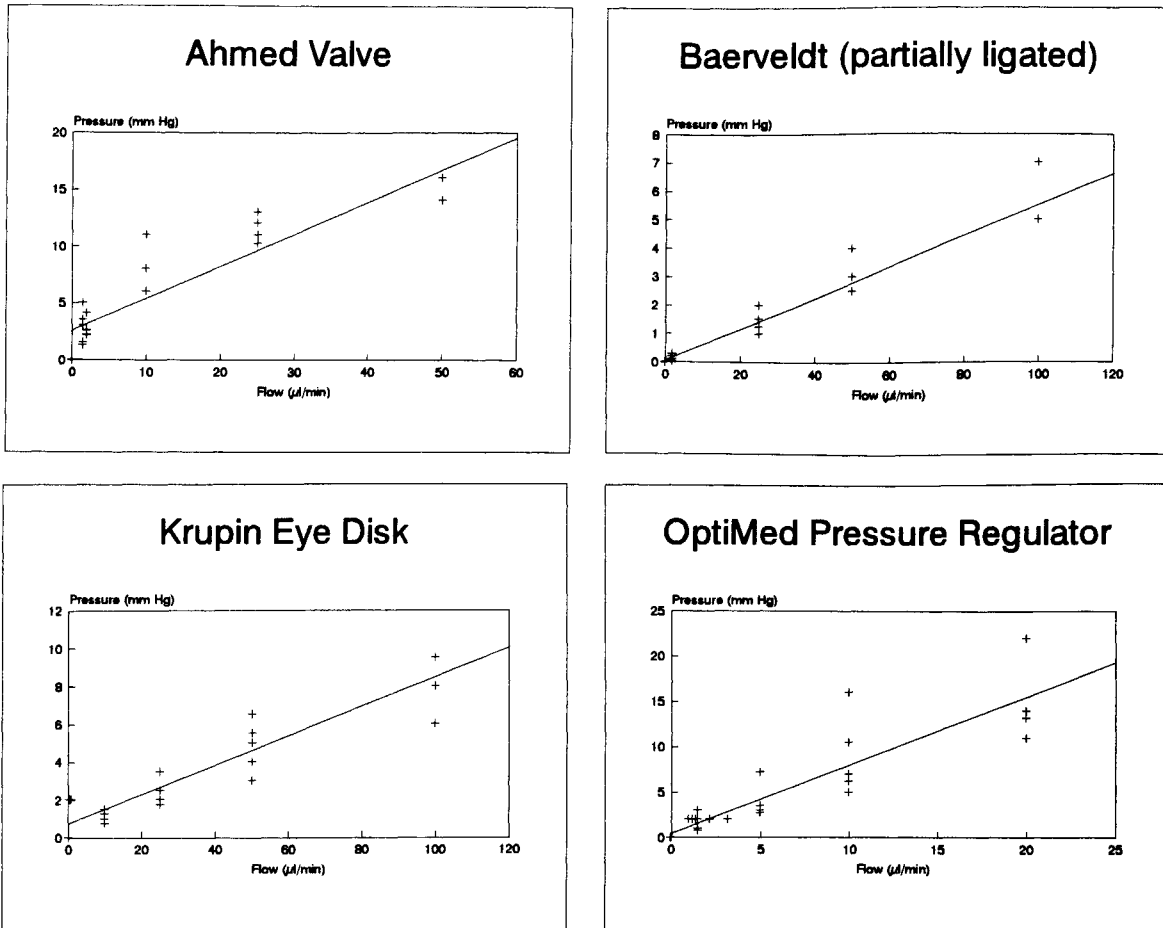 Ahmed Valve
Pressure (mm Hg)
20
15
10
5
0
0 10 20 30 40 50 60
Flow (µl/min)
Baerveldt (partially ligated)
Pressure (mm Hg)
8
7
6
5
4
3
2
1
0
0 20 40 60 80 100 120
Flow (µl/min)
Krupin Eye Disk
Pressure (mm Hg)
12
10
8
6
4
2
0
0 20 40 60 80 100 120
Flow (µl/min)
OptiMed Pressure Regulator
Pressure (mm Hg)
25
20
15
10
5
0
0 5 10 15 20 25
Flow (µl/min)